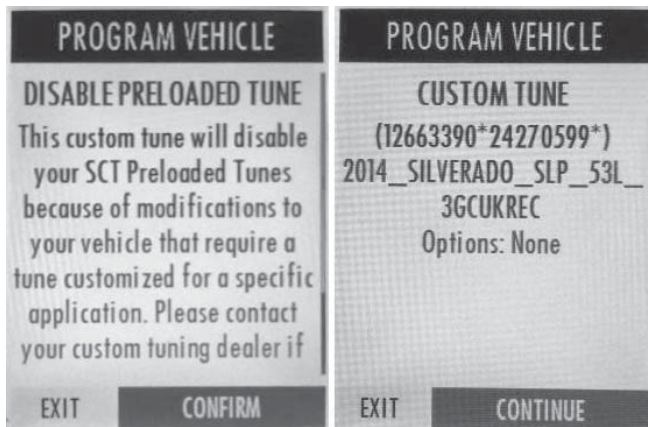 PROGRAM VEHICLE
DISABLE PRELOADED TUNE
This custom tune will disable
your SCT Preloaded Tunes
because of modifications to
your vehicle that require a
tune customized for a specific
application. Please contact
your custom tuning dealer if
EXIT CONFIRM
PROGRAM VEHICLE
CUSTOM TUNE
(12663390*24270599*)
2014_SILVERADO_SLP_53L_
3GCUKREC
Options: None
EXIT CONTINUE